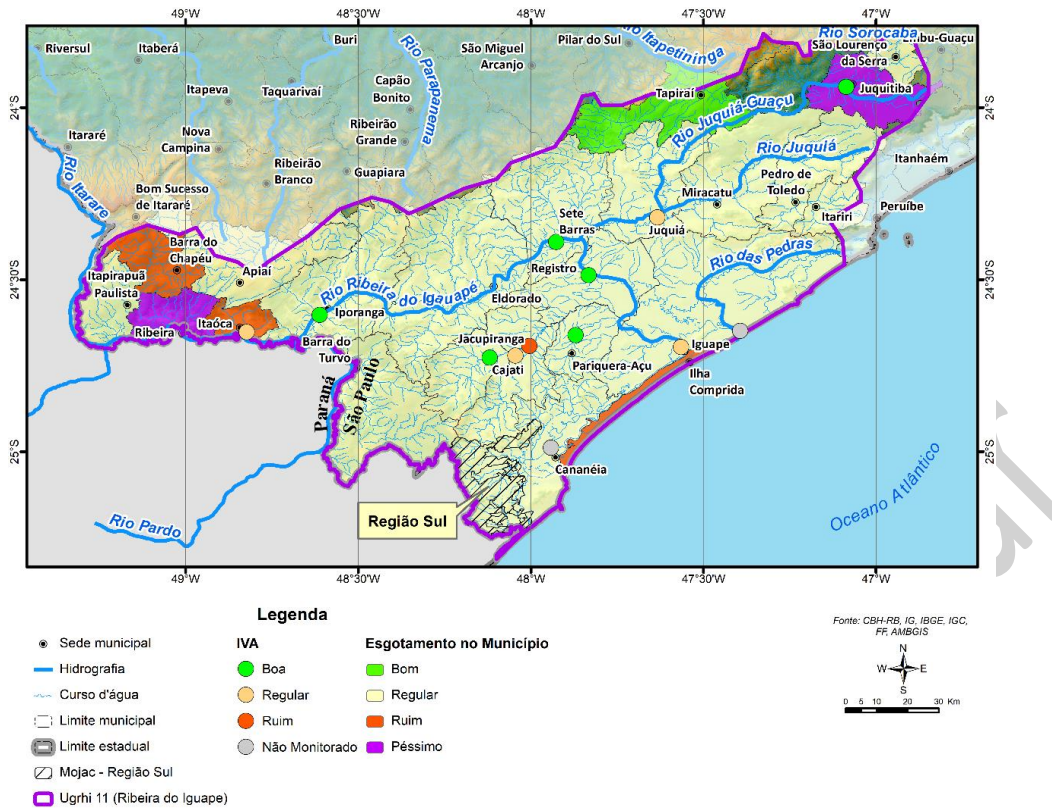 49°W
48°30'W
48°W
47°30'W
47°W
Riversul
Itaberá
Buri
São Miguel
Arcanjo
Pilar do Sul
Rio Itapetininga
Rio Sorocaba
São Lourenço
da Serra
Embu-Guaçu
Itapeva
Taquarivaí
Capão
Bonito
Rio Parapanema
Tapiraí
Juquitiba
24°S
24°S
Itararé
Nova
Campina
Ribeirão
Grande
Rio Juquiá-Guaçu
Rio Juquiá
Itanhaém
Rio Itarare
Bom Sucesso
de Itararé
Ribeirão
Branco
Guapiara
Miracatu
Pedro de
Toledo
Itariri
Peruíbe
Barra do
Chapéu
Apiaí
Sete
Barras
Juquiá
24°30'S
24°30'S
Itapirapuã
Paulista
Rio Ribeira do Igauapé
Registro
Rio das Pedras
Eldorado
Iporanga
Ribeira
Itaóca
Barra do
Turvo
Jacupiranga
Cajati
Pariquera-Açu
Iguape
Ilha
Comprida
Paraná
São Paulo
25°S
25°S
Cananéia
Região Sul
Rio Pardo
Oceano Atlântico
49°W
48°30'W
48°W
47°30'W
47°W
Legenda
Sede municipal
Hidrografia
Curso d'água
Limite municipal
Limite estadual
Mojac - Região Sul
Ugrhi 11 (Ribeira do Iguape)
IVA
Boa
Regular
Ruim
Não Monitorado
Esgotamento no Município
Bom
Regular
Ruim
Péssimo
Fonte: CBH-RB, IG, IBGE, IGC,
FF, AMBGIS
N
W E
S
0 5 10 20 30 Km